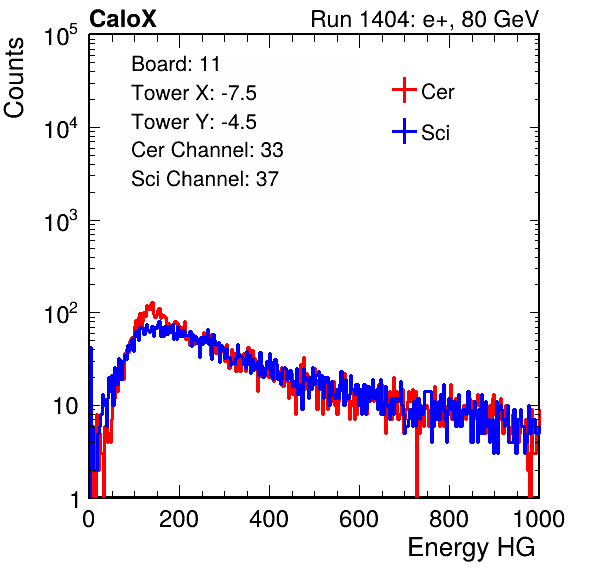 CaloX Run 1404: e+, 80 GeV
Board: 11
Tower X: -7.5
Tower Y: -4.5
Cer Channel: 33
Sci Channel: 37
Cer
Sci
Counts
10^5
10^4
10^3
10^2
10
1
0 200 400 600 800 1000
Energy HG